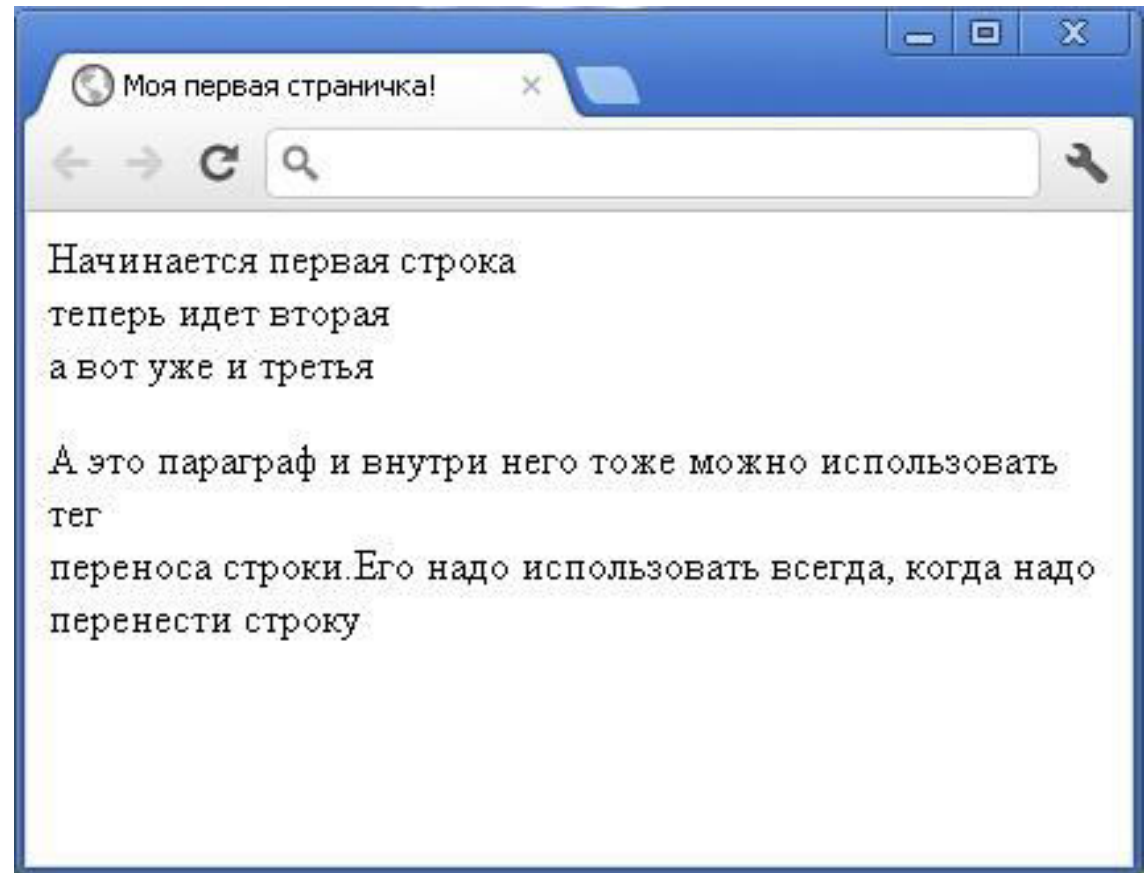 Моя первая страничка!
Начинается первая строка
теперь идет вторая
а вот уже и третья
А это параграф и внутри него тоже можно использовать
тег
переноса строки.Его надо использовать всегда, когда надо
перенести строку